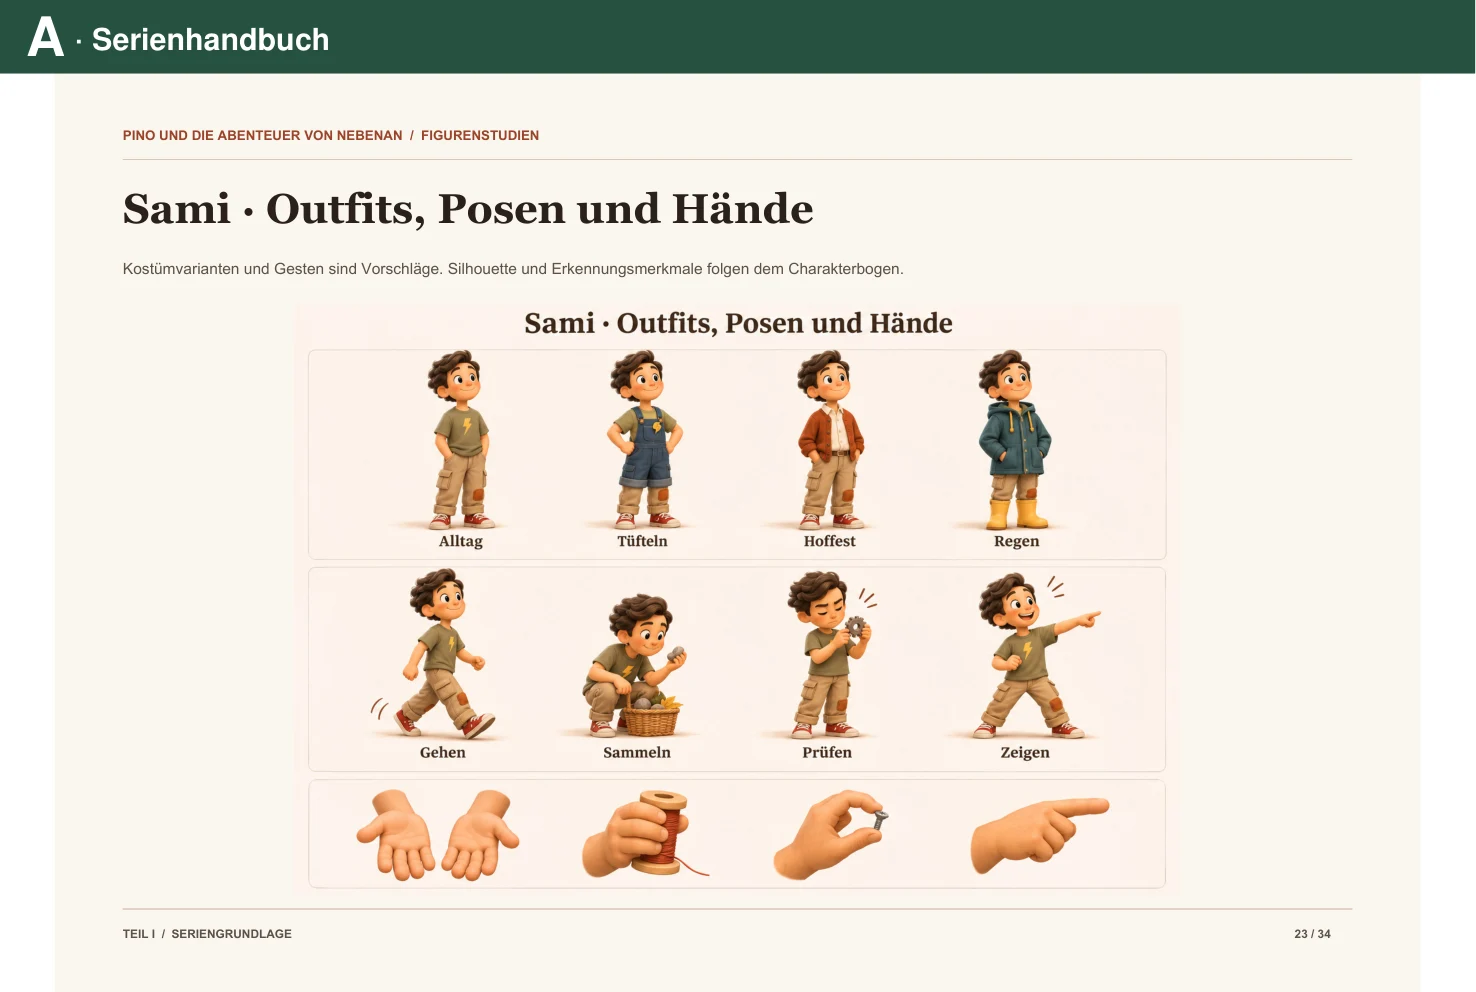 A · Serienhandbuch
PINO UND DIE ABENTEUER VON NEBENAN / FIGURENSTUDIEN
Sami · Outfits, Posen und Hände
Kostümvarianten und Gesten sind Vorschläge. Silhouette und Erkennungsmerkmale folgen dem Charakterbogen.
Sami · Outfits, Posen und Hände
Alltag Tüfteln Hoffest Regen
Gehen Sammeln Prüfen Zeigen
TEIL I / SERIENGRUNDLAGE 23 / 34